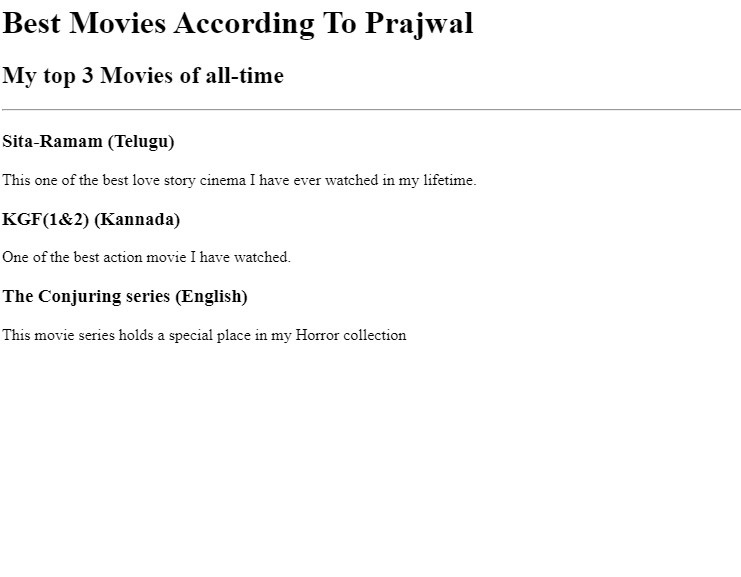 Best Movies According To Prajwal
My top 3 Movies of all-time
Sita-Ramam (Telugu)
This one of the best love story cinema I have ever watched in my lifetime.
KGF(1&2) (Kannada)
One of the best action movie I have watched.
The Conjuring series (English)
This movie series holds a special place in my Horror collection